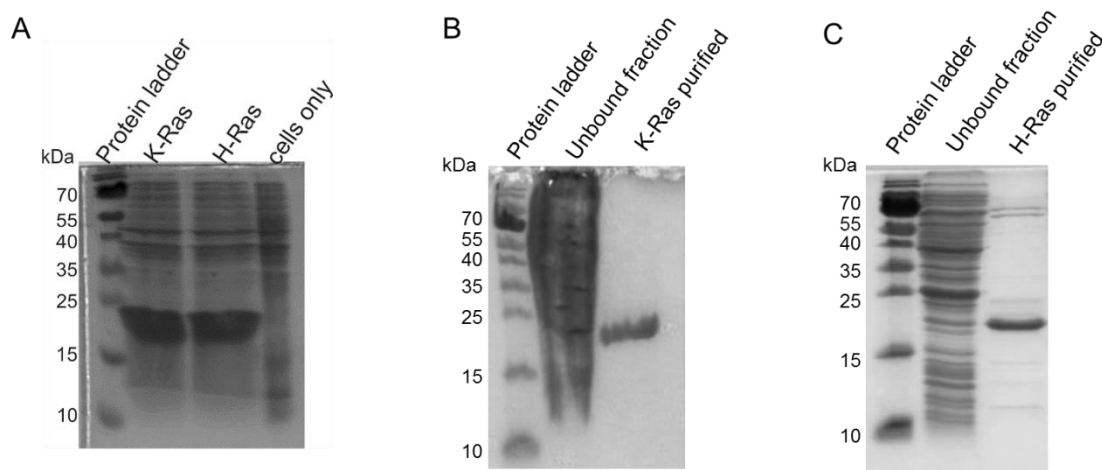 A
Protein ladder
K-Ras
H-Ras
cells only
kDa
70
55
40
35
25
15
10
B
Protein ladder
Unbound fraction
K-Ras purified
kDa
70
55
40
35
25
15
10
C
Protein ladder
Unbound fraction
H-Ras purified
kDa
70
55
40
35
25
15
10